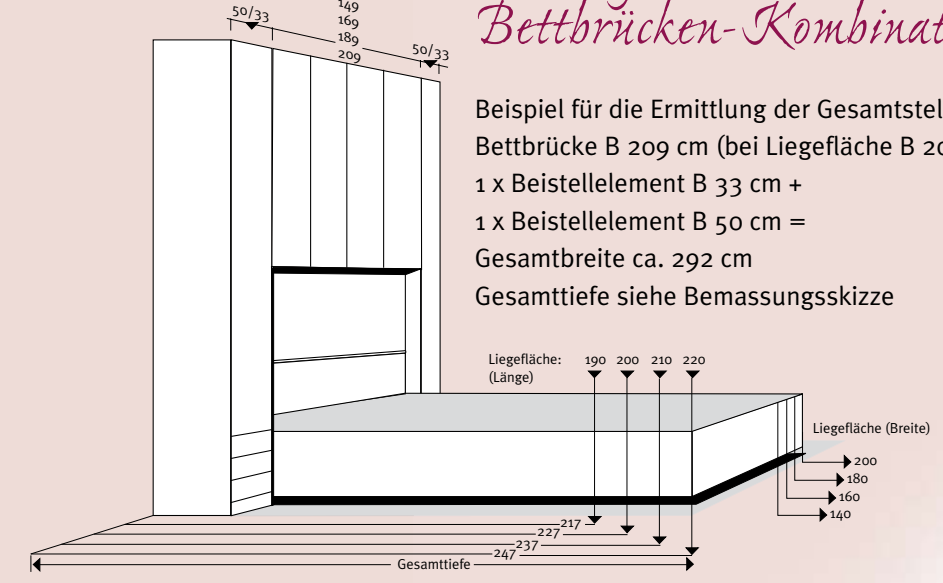 50/33
149
169
189
209
50/33
Bettbrücken-Kombinat
Beispiel für die Ermittlung der Gesamtstel
Bettbrücke B 209 cm (bei Liegefläche B 20
1 x Beistellelement B 33 cm +
1 x Beistellelement B 50 cm =
Gesamtbreite ca. 292 cm
Gesamttiefe siehe Bemassungsskizze
Liegefläche: 190 200 210 220
(Länge)
Liegefläche (Breite)
200
180
160
140
217
227
237
247
Gesamttiefe